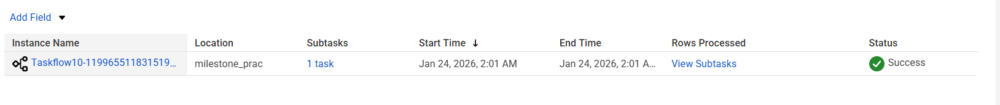 Add Field
Instance Name Location Subtasks Start Time ↓ End Time Rows Processed Status
Taskflow10-119965511831519... milestone_prac 1 task Jan 24, 2026, 2:01 AM Jan 24, 2026, 2:01 A... View Subtasks Success